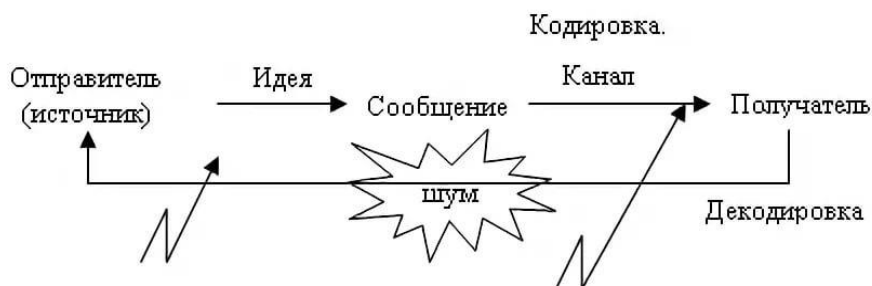 Кодировка.
Отправитель
(источник)
Идея
Сообщение
Канал
Получатель
шум
Декодировка